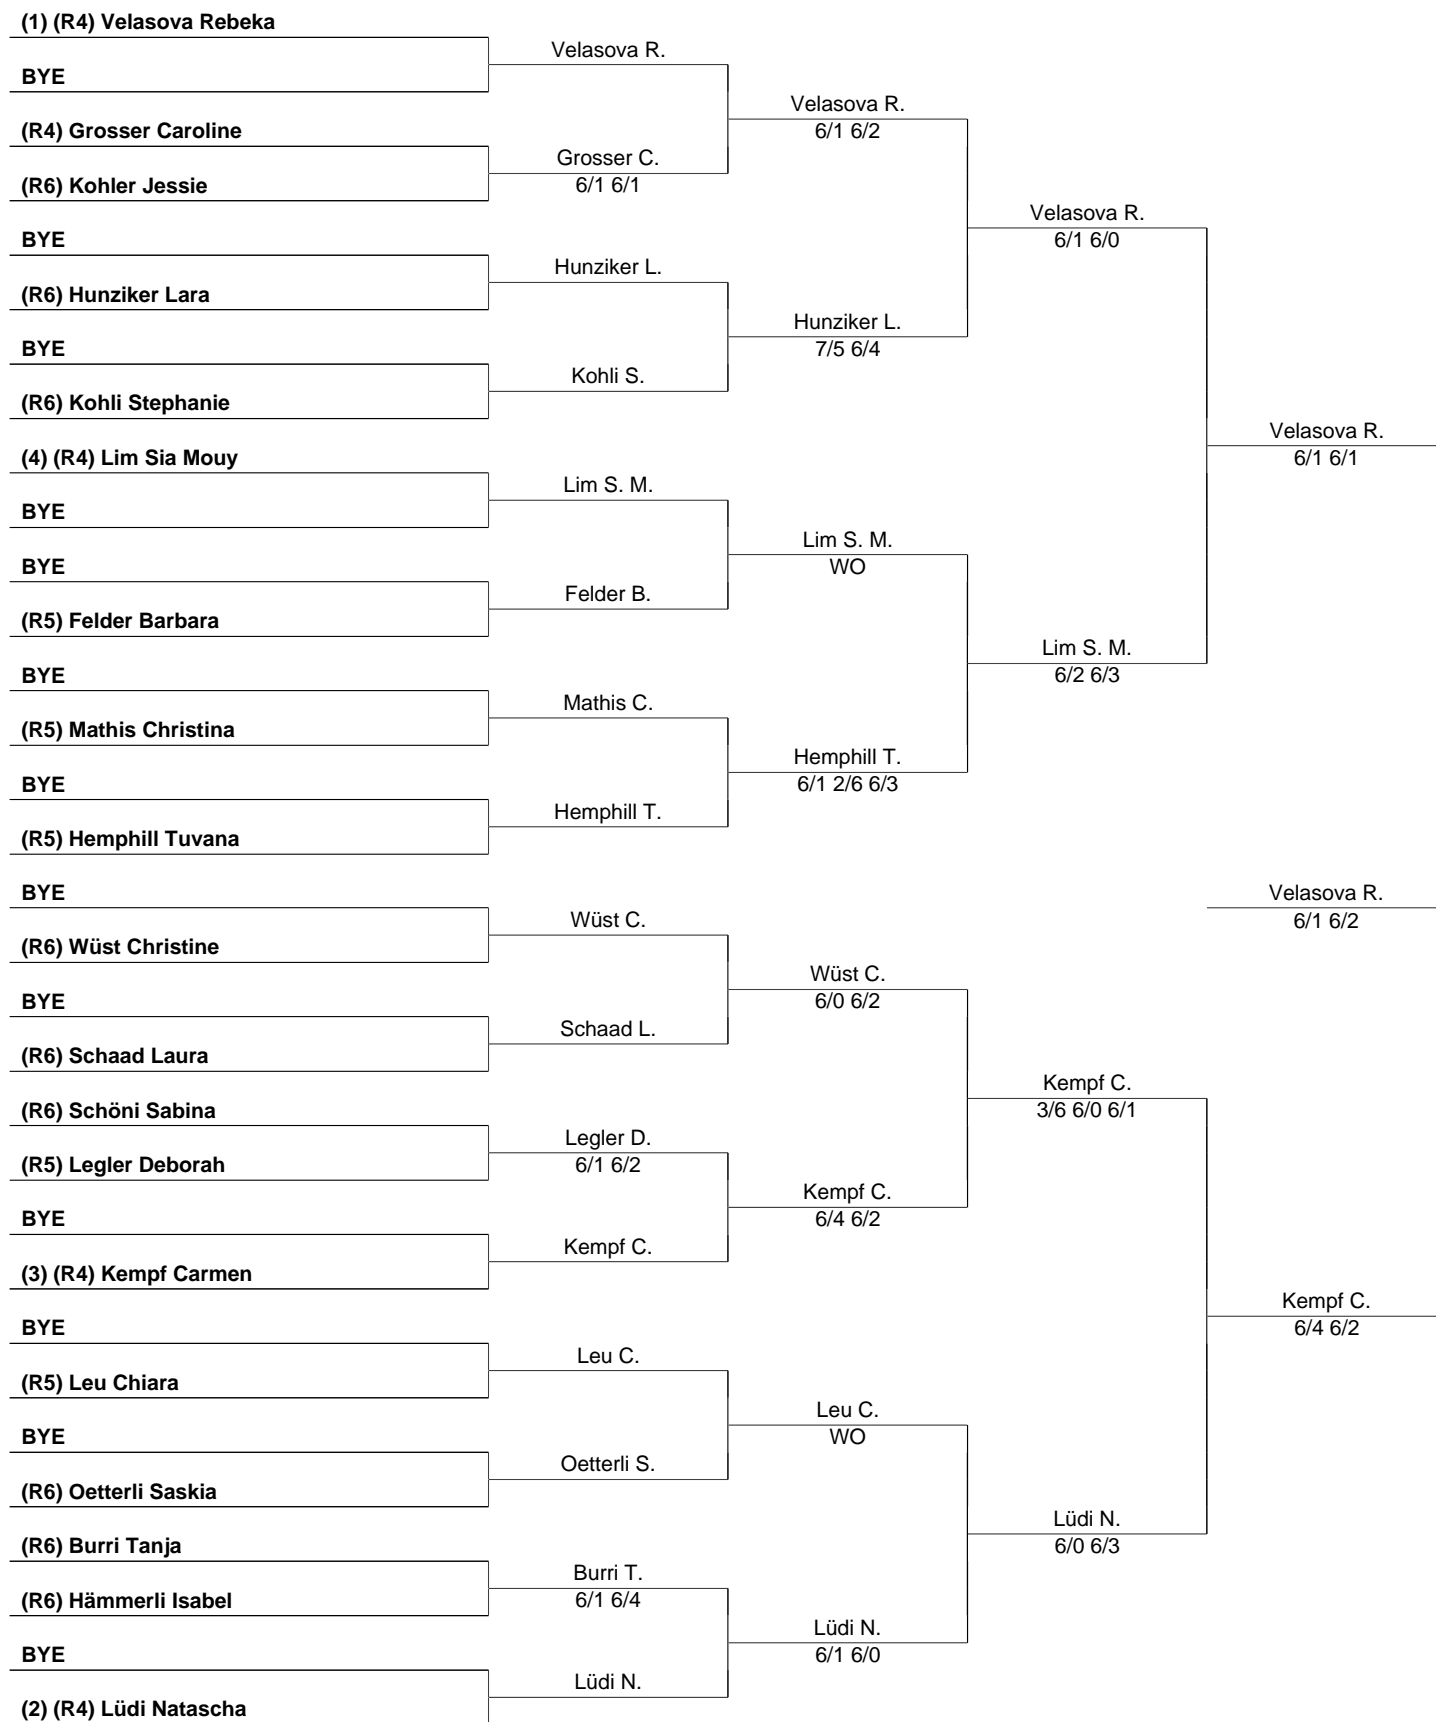 (1) (R4) Velasova Rebeka
Velasova R.
BYE
Velasova R.
6/1 6/2
(R4) Grosser Caroline
Grosser C.
6/1 6/1
(R6) Kohler Jessie
Velasova R.
6/1 6/0
BYE
Hunziker L.
(R6) Hunziker Lara
Hunziker L.
7/5 6/4
BYE
Kohli S.
(R6) Kohli Stephanie
Velasova R.
6/1 6/1
(4) (R4) Lim Sia Mouy
Lim S. M.
BYE
Lim S. M.
WO
BYE
Felder B.
(R5) Felder Barbara
Lim S. M.
6/2 6/3
BYE
Mathis C.
(R5) Mathis Christina
Hemphill T.
6/1 2/6 6/3
BYE
Hemphill T.
(R5) Hemphill Tuvana
Velasova R.
6/1 6/2
BYE
Wüst C.
(R6) Wüst Christine
Wüst C.
6/0 6/2
BYE
Schaad L.
(R6) Schaad Laura
Kempf C.
3/6 6/0 6/1
(R6) Schöni Sabina
Legler D.
6/1 6/2
(R5) Legler Deborah
Kempf C.
6/4 6/2
BYE
Kempf C.
(3) (R4) Kempf Carmen
Kempf C.
6/4 6/2
BYE
Leu C.
(R5) Leu Chiara
Leu C.
WO
BYE
Oetterli S.
(R6) Oetterli Saskia
Lüdi N.
6/0 6/3
(R6) Burri Tanja
Burri T.
6/1 6/4
(R6) Hämmerli Isabel
Lüdi N.
6/1 6/0
BYE
Lüdi N.
(2) (R4) Lüdi Natascha